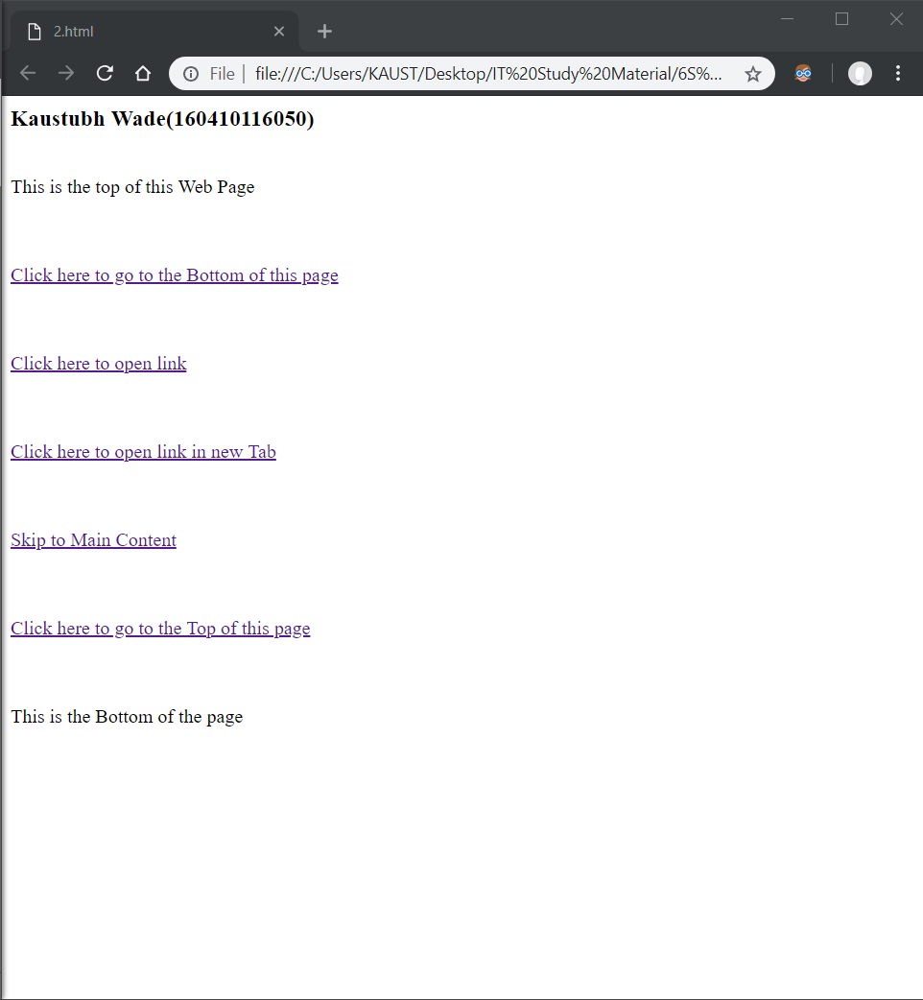 2.html
File file:///C:/Users/KAUST/Desktop/IT%20Study%20Material/6S%...
Kaustubh Wade(160410116050)
This is the top of this Web Page
Click here to go to the Bottom of this page
Click here to open link
Click here to open link in new Tab
Skip to Main Content
Click here to go to the Top of this page
This is the Bottom of the page